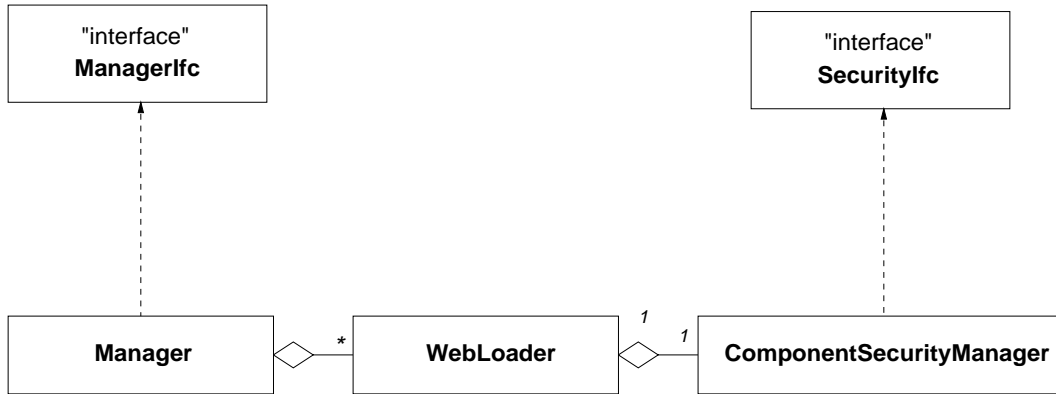 "interface"
ManagerIfc
"interface"
SecurityIfc
Manager
*
WebLoader
1
1
ComponentSecurityManager